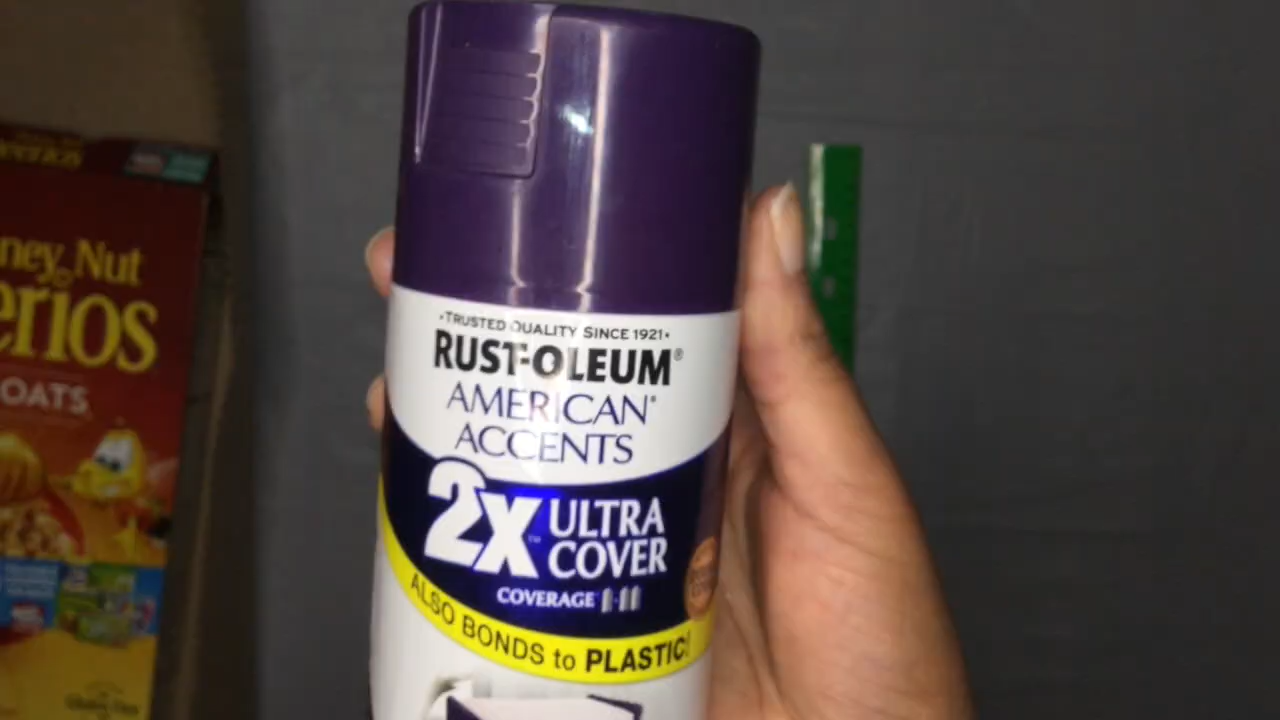 ney Nut
erios
OATS
•TRUSTED QUALITY SINCE 1921•
RUST-OLEUM®
AMERICAN®
ACCENTS
2X™ ULTRA
COVER
COVERAGE
ALSO BONDS to PLASTIC!